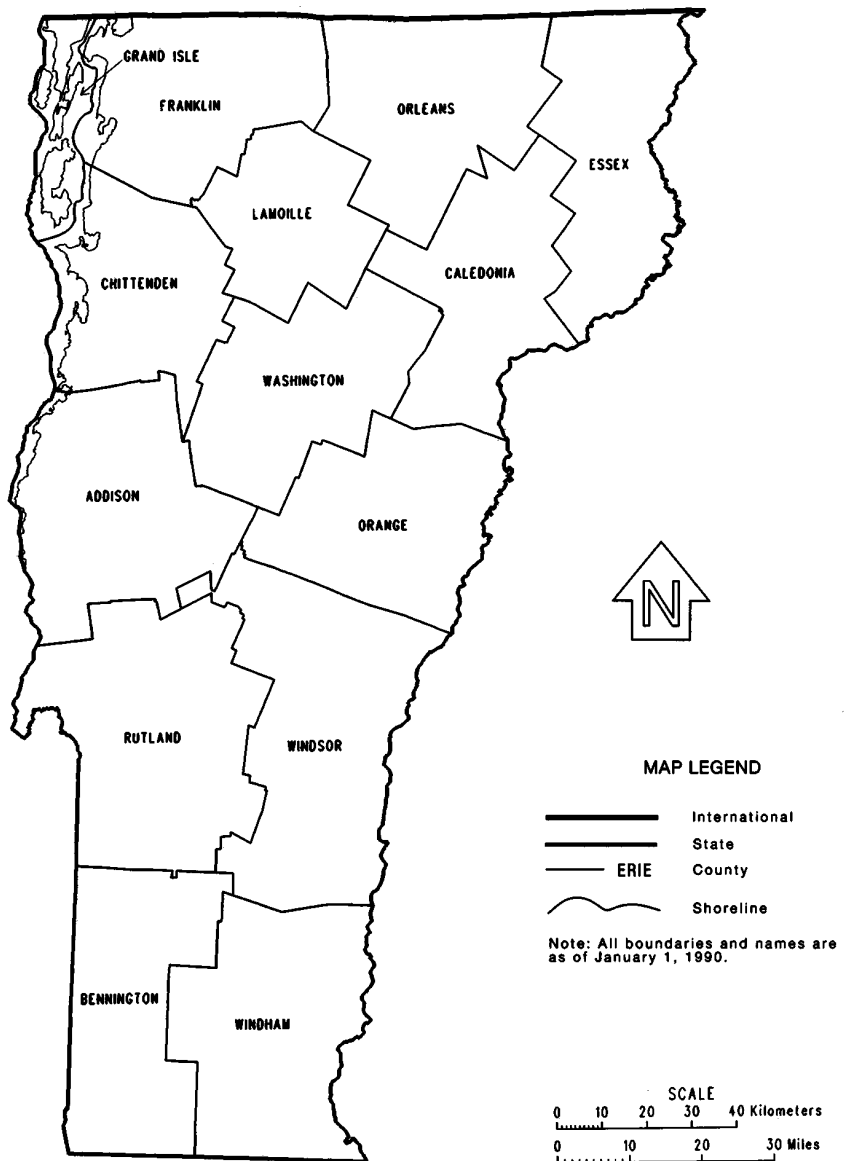 GRAND ISLE
FRANKLIN
ORLEANS
ESSEX
LAMOILLE
CHITTENDEN
CALEDONIA
WASHINGTON
ADDISON
ORANGE
N
RUTLAND
WINDSOR
MAP LEGEND
International
State
ERIE County
Shoreline
Note: All boundaries and names are
as of January 1, 1990.
BENNINGTON
WINDHAM
SCALE
0 10 20 30 40 Kilometers
0 10 20 30 Miles